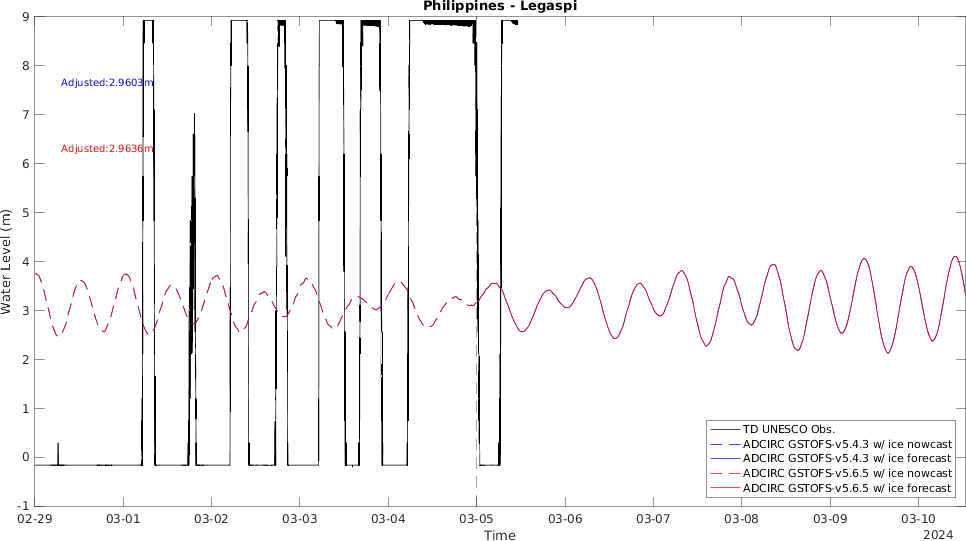 Philippines - Legaspi
9
8
7
6
5
4
3
2
1
0
-1
Water Level (m)
Adjusted:2.9603m
Adjusted:2.9636m
TD UNESCO Obs.
ADCIRC GSTOFS-v5.4.3 w/ ice nowcast
ADCIRC GSTOFS-v5.4.3 w/ ice forecast
ADCIRC GSTOFS-v5.6.5 w/ ice nowcast
ADCIRC GSTOFS-v5.6.5 w/ ice forecast
02-29 03-01 03-02 03-03 03-04 03-05 03-06 03-07 03-08 03-09 03-10
Time
2024